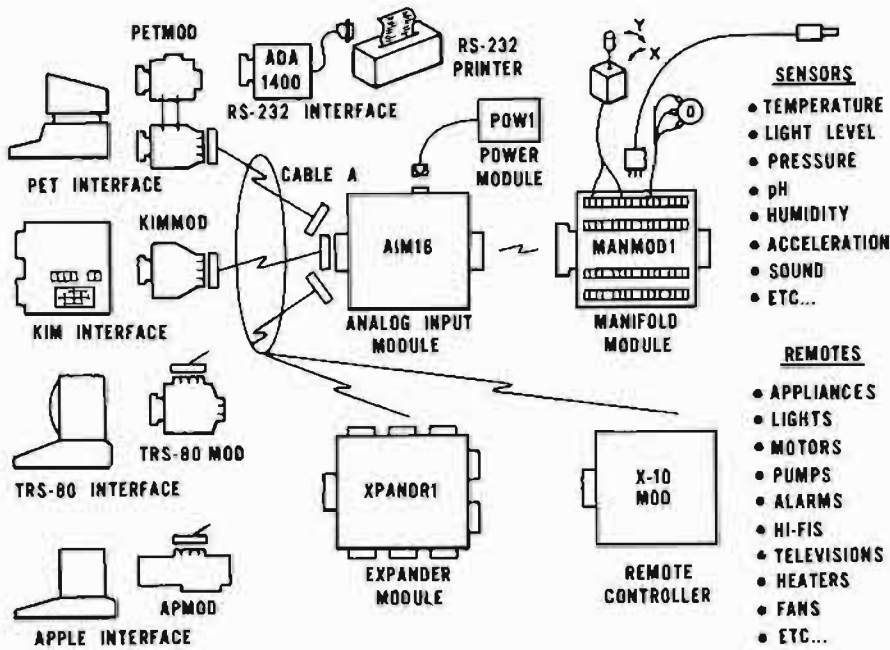 PETMOD
ADA
1400
RS-232
PRINTER
RS-232 INTERFACE
PET INTERFACE
CABLE A
POW1
POWER
MODULE
Y
X
0
SENSORS
• TEMPERATURE
• LIGHT LEVEL
• PRESSURE
• pH
• HUMIDITY
• ACCELERATION
• SOUND
• ETC...
KIMMOD
KIM INTERFACE
AIM16
ANALOG INPUT
MODULE
MANMOD1
MANIFOLD
MODULE
REMOTES
• APPLIANCES
• LIGHTS
• MOTORS
• PUMPS
• ALARMS
• HI-FIS
• TELEVISIONS
• HEATERS
• FANS
• ETC...
TRS-80 MOD
TRS-80 INTERFACE
XPANDR1
EXPANDER
MODULE
X-10
MOD
REMOTE
CONTROLLER
APMOD
APPLE INTERFACE